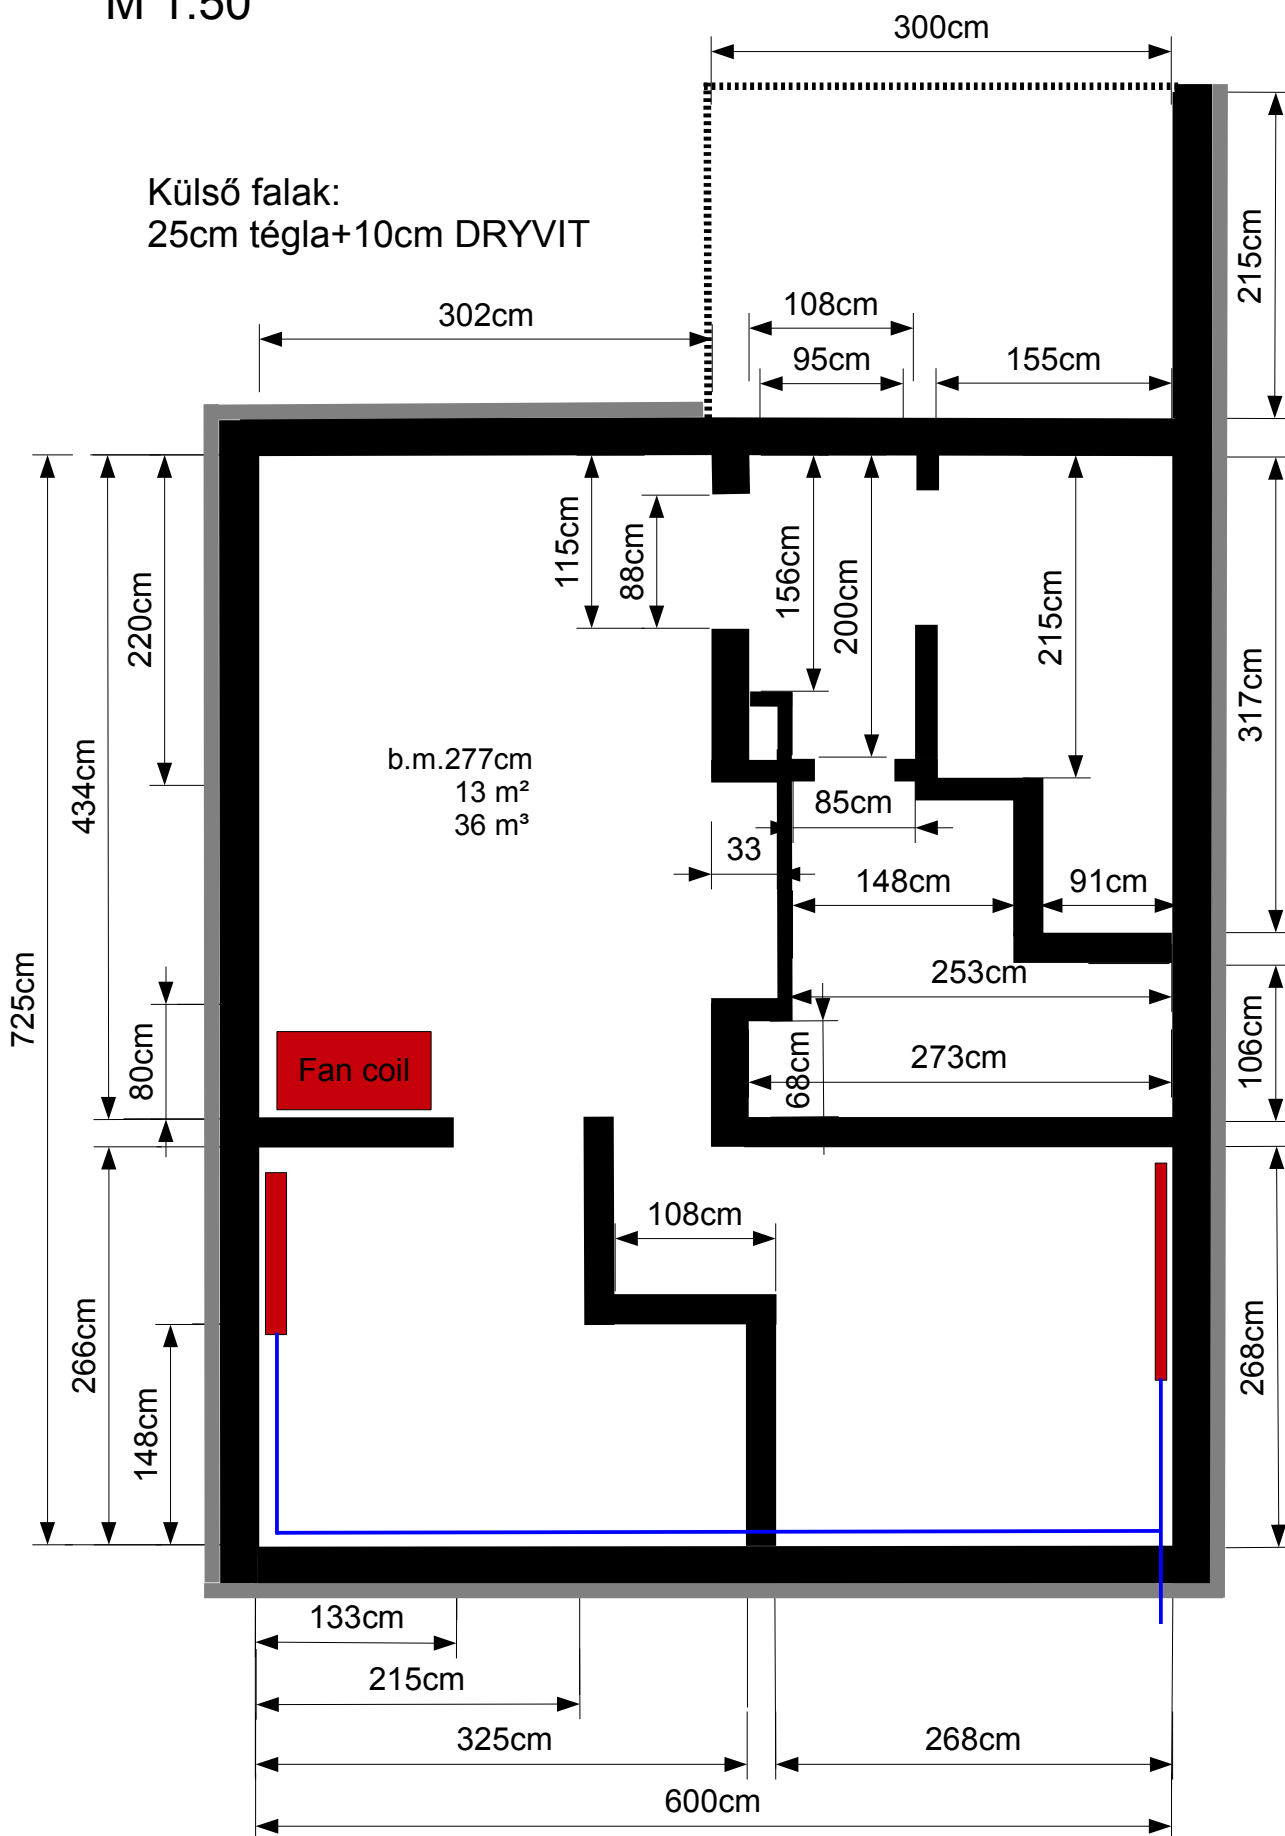 M 1:50
300cm
Külső falak:
25cm tégla+10cm DRYVIT
215cm
302cm
108cm
95cm
155cm
115cm
88cm
156cm
200cm
215cm
220cm
434cm
317cm
b.m.277cm
13 m²
36 m³
85cm
33
148cm
91cm
725cm
253cm
80cm
Fan coil
68cm
273cm
106cm
108cm
266cm
148cm
268cm
133cm
215cm
325cm
268cm
600cm